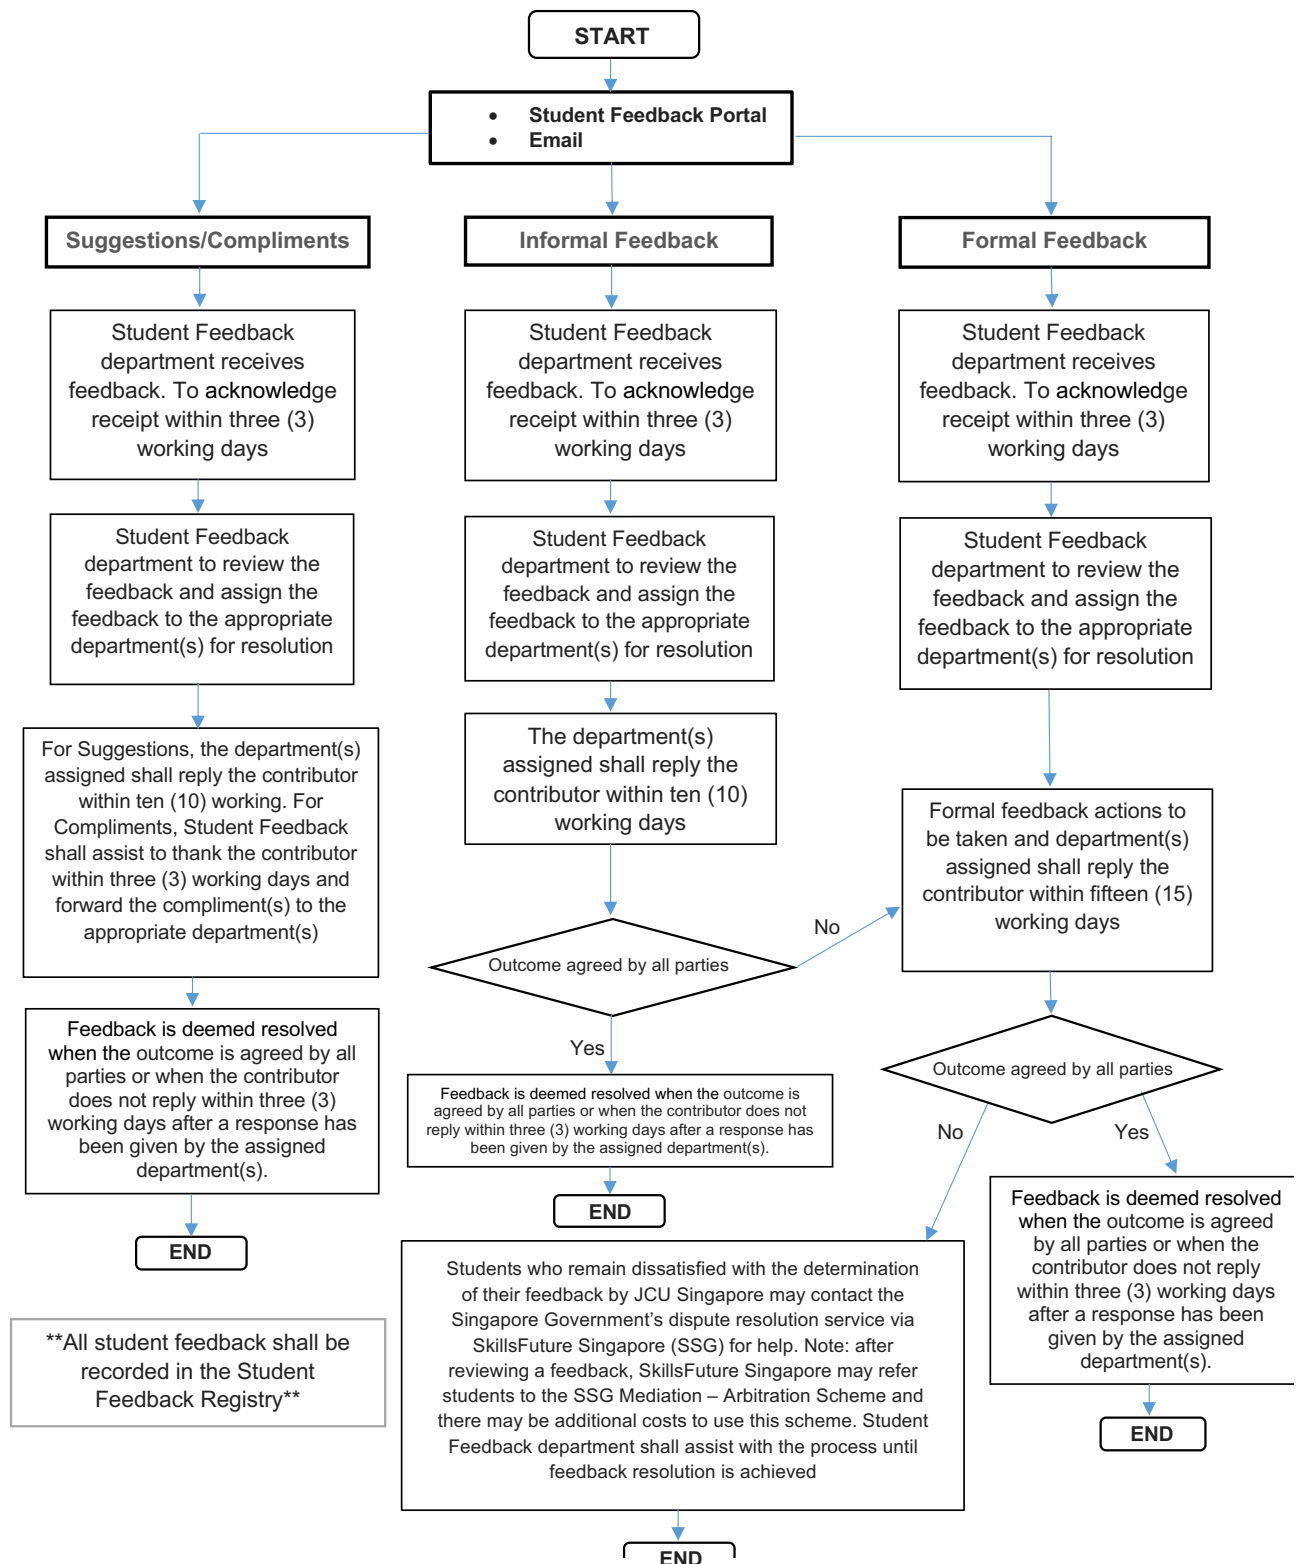 START
• Student Feedback Portal
• Email
Suggestions/Compliments
Student Feedback
department receives
feedback. To acknowledge
receipt within three (3)
working days
Student Feedback
department to review the
feedback and assign the
feedback to the appropriate
department(s) for resolution
For Suggestions, the department(s)
assigned shall reply the contributor
within ten (10) working. For
Compliments, Student Feedback
shall assist to thank the contributor
within three (3) working days and
forward the compliment(s) to the
appropriate department(s)
Feedback is deemed resolved
when the outcome is agreed by all
parties or when the contributor
does not reply within three (3)
working days after a response has
been given by the assigned
department(s).
END
**All student feedback shall be
recorded in the Student
Feedback Registry**
Informal Feedback
Student Feedback
department receives
feedback. To acknowledge
receipt within three (3)
working days
Student Feedback
department to review the
feedback and assign the
feedback to the appropriate
department(s) for resolution
The department(s)
assigned shall reply the
contributor within ten (10)
working days
Outcome agreed by all parties
No
Yes
Feedback is deemed resolved when the outcome is
agreed by all parties or when the contributor does not
reply within three (3) working days after a response has
been given by the assigned department(s).
END
Formal Feedback
Student Feedback
department receives
feedback. To acknowledge
receipt within three (3)
working days
Student Feedback
department to review the
feedback and assign the
feedback to the appropriate
department(s) for resolution
Formal feedback actions to
be taken and department(s)
assigned shall reply the
contributor within fifteen (15)
working days
Outcome agreed by all parties
No
Yes
Students who remain dissatisfied with the determination
of their feedback by JCU Singapore may contact the
Singapore Government’s dispute resolution service via
SkillsFuture Singapore (SSG) for help. Note: after
reviewing a feedback, SkillsFuture Singapore may refer
students to the SSG Mediation – Arbitration Scheme and
there may be additional costs to use this scheme. Student
Feedback department shall assist with the process until
feedback resolution is achieved
END
Feedback is deemed resolved
when the outcome is agreed
by all parties or when the
contributor does not reply
within three (3) working days
after a response has been
given by the assigned
department(s).
END